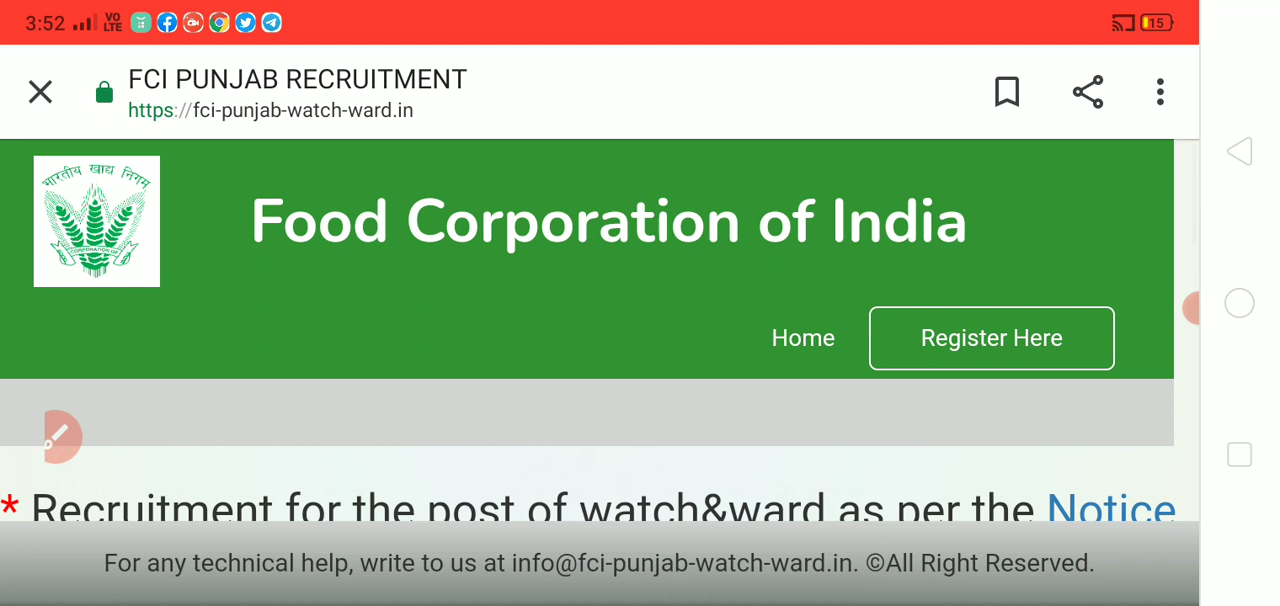 3:52 VO LTE 15
FCI PUNJAB RECRUITMENT
https://fci-punjab-watch-ward.in
भारतीय खाद्य निगम
Food Corporation of India
Home Register Here
* Recruitment for the post of watch&ward as per the Notice
For any technical help, write to us at info@fci-punjab-watch-ward.in. ©All Right Reserved.